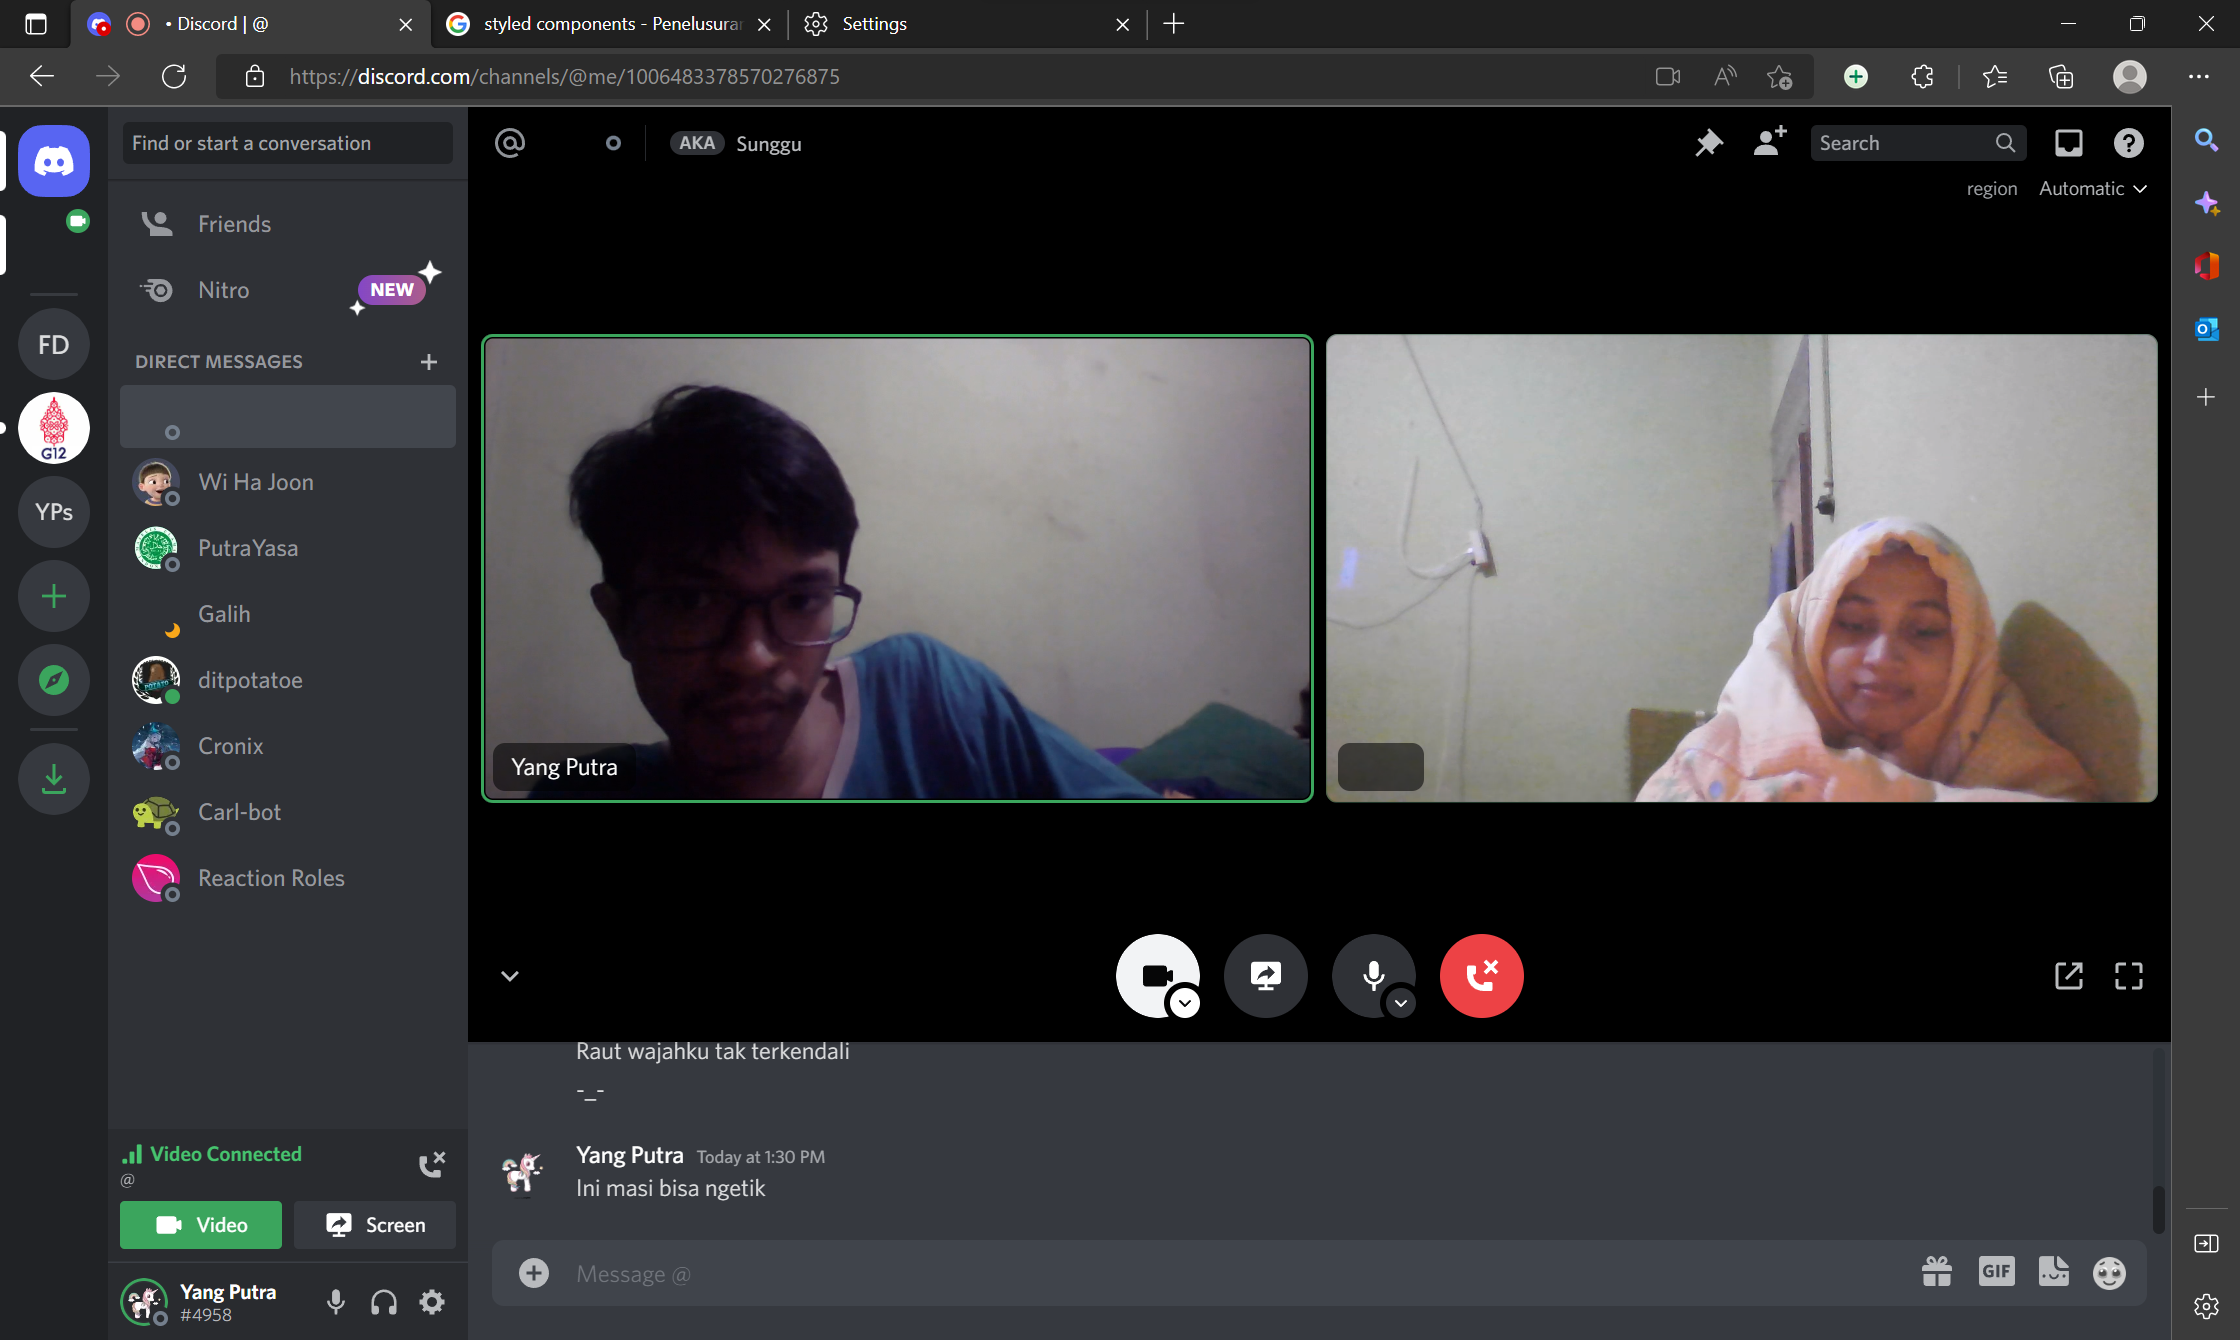 • Discord | @
styled components - Penelusuran
Settings
https://discord.com/channels/@me/1006483378570276875
Find or start a conversation
AKA Sunggu
Search
region Automatic
Friends
Nitro NEW
DIRECT MESSAGES
FD
G12
YPs
Wi Ha Joon
PutraYasa
Galih
ditpotatoe
POTATO
Cronix
Carl-bot
Reaction Roles
Yang Putra
Raut wajahku tak terkendali
-_-
Yang Putra Today at 1:30 PM
Ini masi bisa ngetik
Video Connected
@
Video Screen
Yang Putra
#4958
Message @
GIF